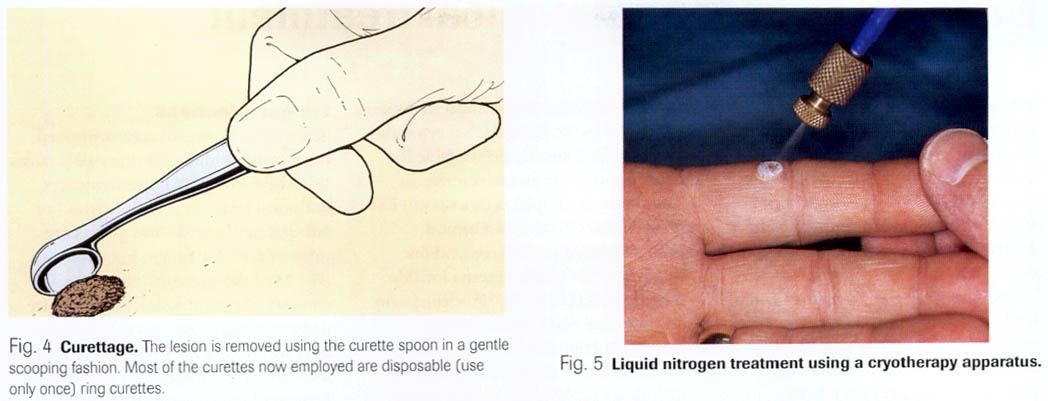 Fig. 4 Curettage. The lesion is removed using the curette spoon in a gentle
scooping fashion. Most of the curettes now employed are disposable (use
only once) ring curettes.
Fig. 5 Liquid nitrogen treatment using a cryotherapy apparatus.